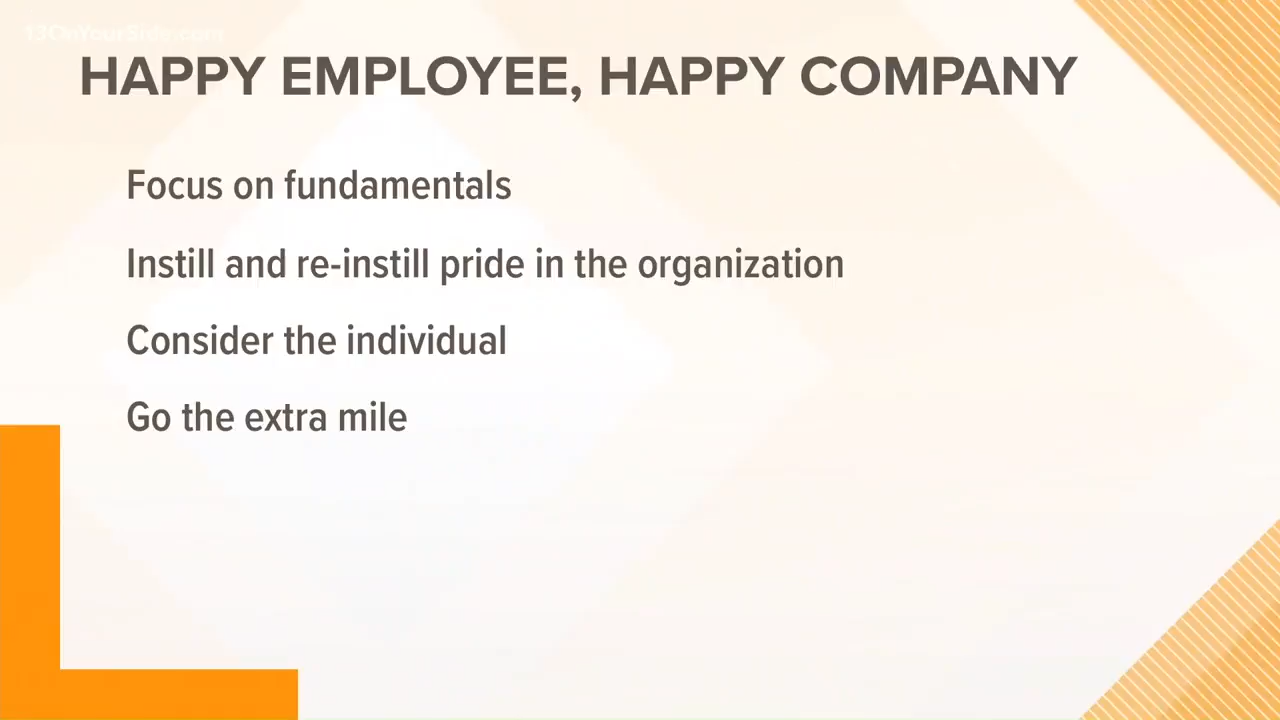 13OnYourSide.com
HAPPY EMPLOYEE, HAPPY COMPANY
Focus on fundamentals
Instill and re-instill pride in the organization
Consider the individual
Go the extra mile